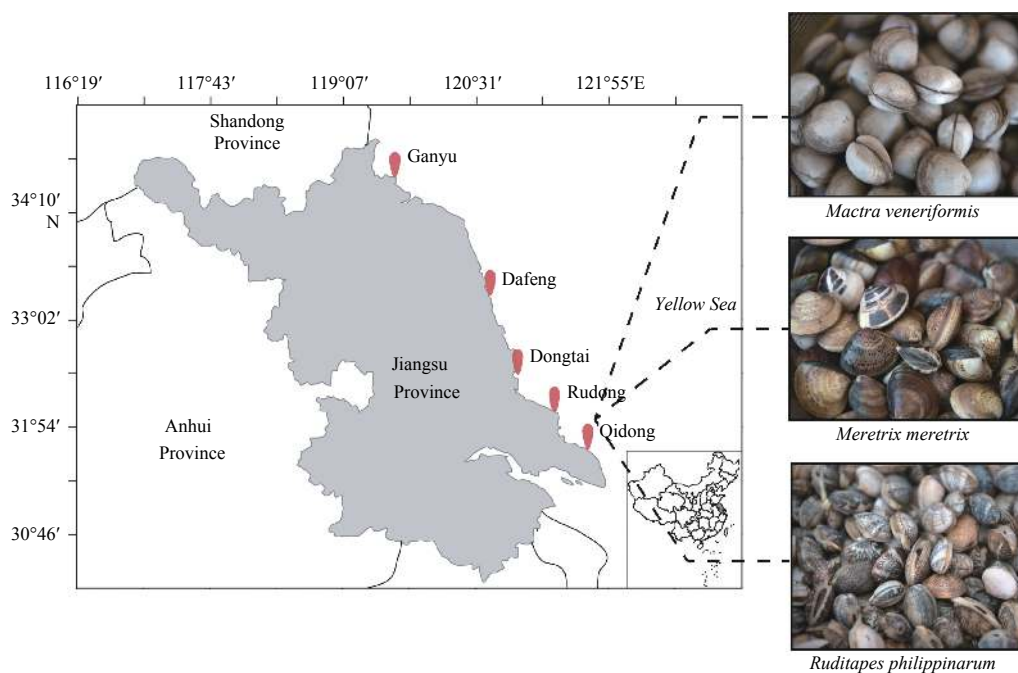 116°19′ 117°43′ 119°07′ 120°31′ 121°55′E
Shandong
Province
Ganyu
34°10′
N
Dafeng
33°02′
Yellow Sea
Dongtai
Jiangsu
Province
Rudong
31°54′
Anhui
Province
Qidong
30°46′
Mactra veneriformis
Meretrix meretrix
Ruditapes philippinarum